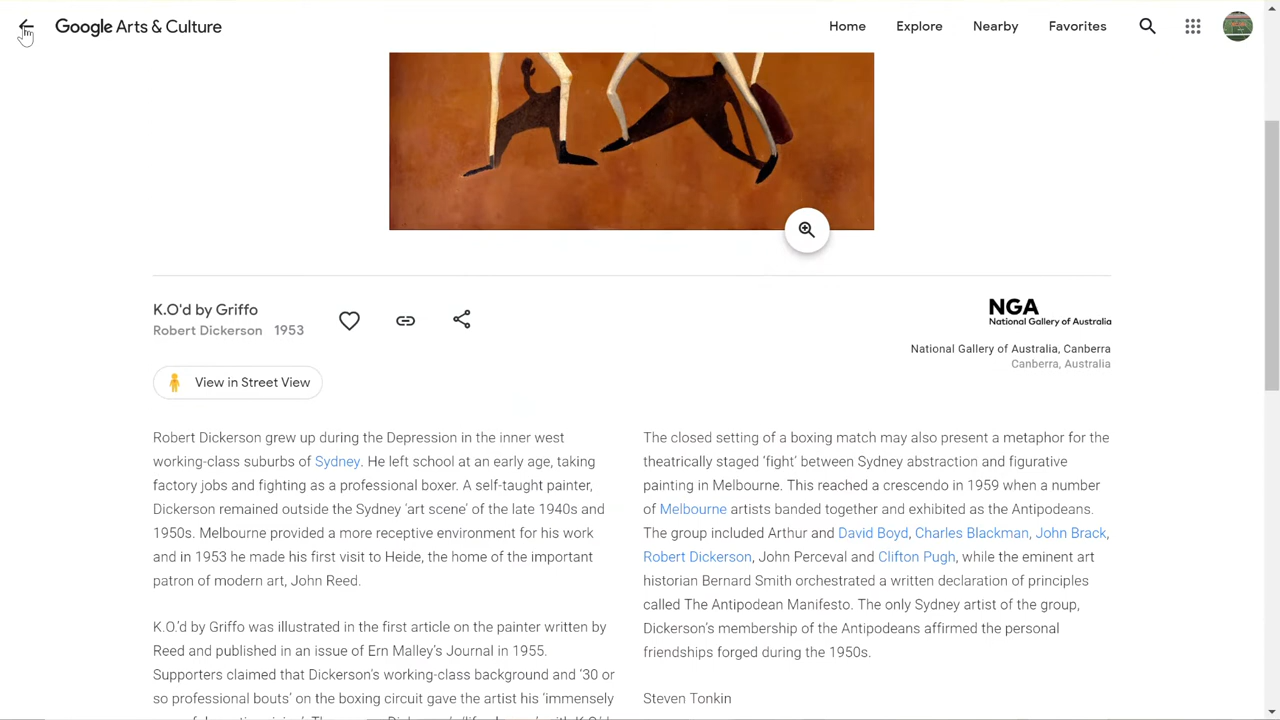 Google Arts & Culture
Home Explore Nearby Favorites
K.O'd by Griffo
Robert Dickerson 1953
NGA
National Gallery of Australia
National Gallery of Australia, Canberra
Canberra, Australia
View in Street View
Robert Dickerson grew up during the Depression in the inner west
working-class suburbs of Sydney. He left school at an early age, taking
factory jobs and fighting as a professional boxer. A self-taught painter,
Dickerson remained outside the Sydney 'art scene' of the late 1940s and
1950s. Melbourne provided a more receptive environment for his work
and in 1953 he made his first visit to Heide, the home of the important
patron of modern art, John Reed.
K.O.'d by Griffo was illustrated in the first article on the painter written by
Reed and published in an issue of Ern Malley's Journal in 1955.
Supporters claimed that Dickerson's working-class background and '30 or
so professional bouts' on the boxing circuit gave the artist his 'immensely
The closed setting of a boxing match may also present a metaphor for the
theatrically staged 'fight' between Sydney abstraction and figurative
painting in Melbourne. This reached a crescendo in 1959 when a number
of Melbourne artists banded together and exhibited as the Antipodeans.
The group included Arthur and David Boyd, Charles Blackman, John Brack,
Robert Dickerson, John Perceval and Clifton Pugh, while the eminent art
historian Bernard Smith orchestrated a written declaration of principles
called The Antipodean Manifesto. The only Sydney artist of the group,
Dickerson's membership of the Antipodeans affirmed the personal
friendships forged during the 1950s.
Steven Tonkin